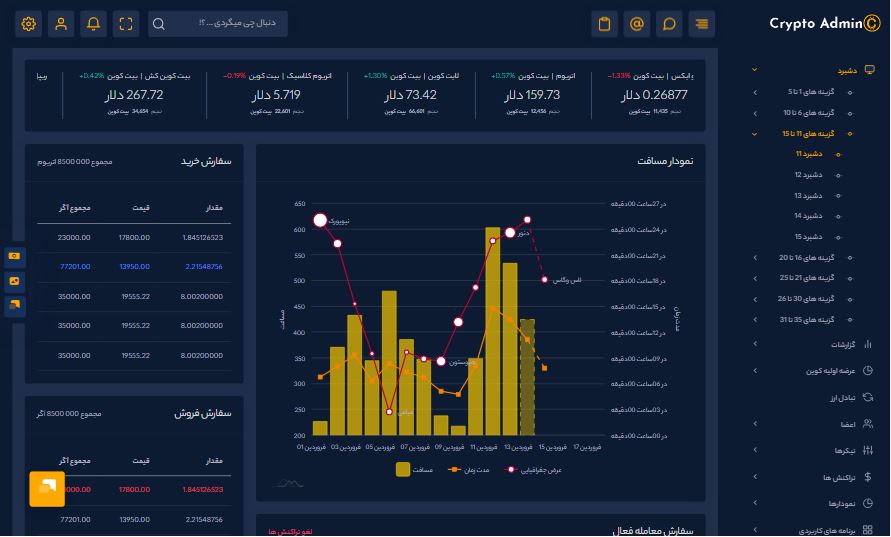 Crypto Admin
دنبال چی میگردی ... ؟!
دشبرد
گزینه های 1 تا 5
گزینه های 6 تا 10
گزینه های 11 تا 15
دشبرد 11
دشبرد 12
دشبرد 13
دشبرد 14
دشبرد 15
گزینه های 16 تا 20
گزینه های 21 تا 25
گزینه های 26 تا 30
گزینه های 31 تا 35
گزارشات
عرضه اولیه کوین
تبادل ارز
اعضا
تیکرها
تراکنش ها
نمودارها
برنامه های کاربردی
و ایکس | بیت کوین -1.33%
0.26877 دلار
حجم 11,435 بیت کوین
اتریوم | بیت کوین +0.57%
159.73 دلار
حجم 12,456 بیت کوین
لایت کوین | بیت کوین +1.30%
73.42 دلار
حجم 66,601 بیت کوین
اتریوم کلاسیک | بیت کوین -0.19%
5.719 دلار
حجم 22,601 بیت کوین
بیت کوین کش | بیت کوین +0.42%
267.72 دلار
حجم 34,654 بیت کوین
ریپا
نمودار مسافت
650
600
550
500
450
400
350
300
250
200
مسافت
در 27ساعت 00دقیقه
در 24ساعت 00دقیقه
در 21ساعت 00دقیقه
در 18ساعت 00دقیقه
در 15ساعت 00دقیقه
در 12ساعت 00دقیقه
در 09ساعت 00دقیقه
در 06ساعت 00دقیقه
در 03ساعت 00دقیقه
در 00ساعت 00دقیقه
مدت زمان
نیویورک
میامی
هیوستون
دنور
لاس وگاس
فروردین 01
فروردین 03
فروردین 05
فروردین 07
فروردین 09
فروردین 11
فروردین 13
فروردین 15
فروردین 17
مسافت
مدت زمان
عرض جغرافیایی
سفارش خرید
مجموع 8500 000 اتریوم
مقدار قیمت مجموع آگر
1.845126523 17800.00 23000.00
2.21548756 13950.00 77201.00
8.00200000 19555.22 35000.00
8.00200000 19555.22 35000.00
8.00200000 19555.22 35000.00
سفارش فروش
مجموع 8500 000 آگر
مقدار قیمت مجموع آگر
1.845126523 17800.00
2.21548756 13950.00 77201.00
سفارش معامله فعال
لغو تراکنش ها